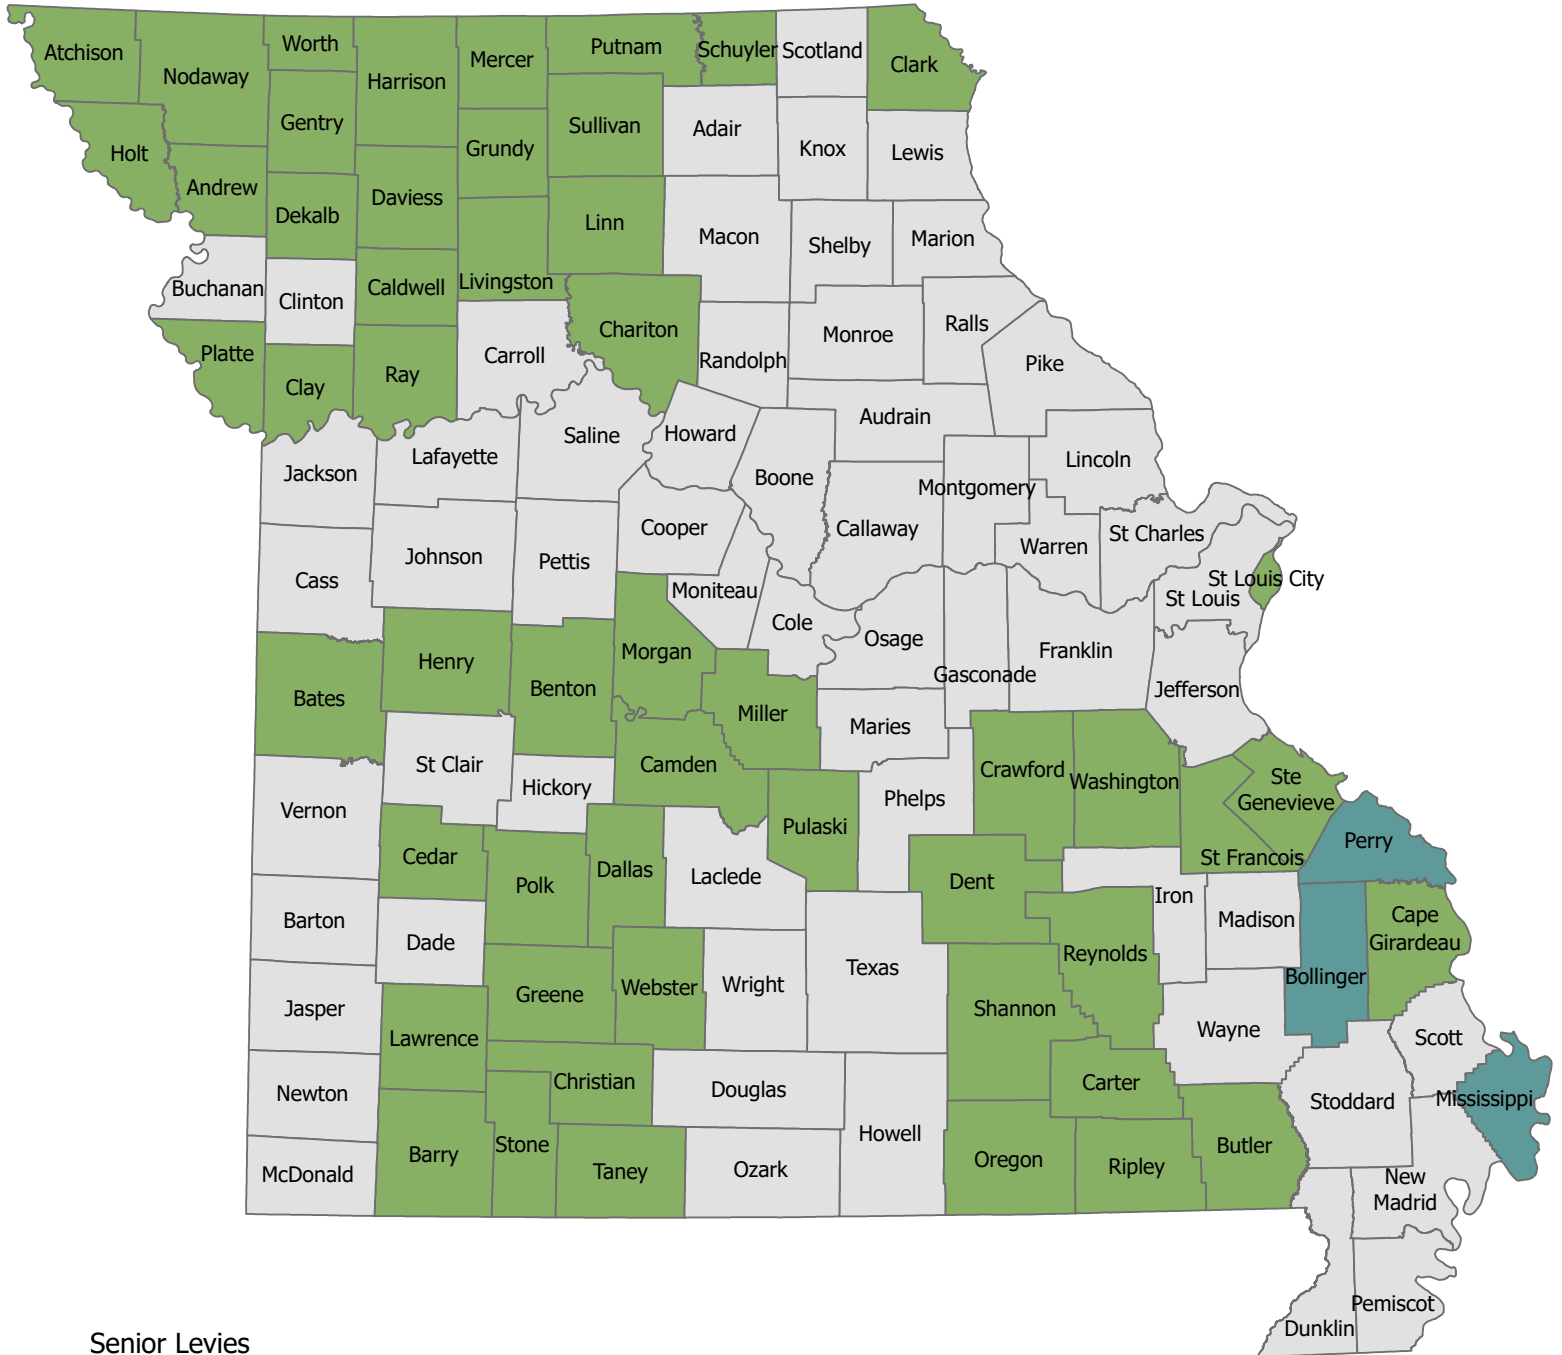 Atchison
Nodaway
Worth
Harrison
Mercer
Putnam
Schuyler
Scotland
Clark
Gentry
Holt
Andrew
Dekalb
Daviess
Grundy
Sullivan
Adair
Knox
Lewis
Linn
Macon
Shelby
Marion
Buchanan
Clinton
Caldwell
Livingston
Chariton
Randolph
Monroe
Ralls
Pike
Platte
Clay
Ray
Carroll
Audrain
Jackson
Lafayette
Saline
Howard
Boone
Callaway
Montgomery
Lincoln
Cass
Johnson
Pettis
Cooper
Moniteau
Cole
Osage
Gasconade
Warren
St Charles
St Louis City
St Louis
Franklin
Jefferson
Bates
Henry
Benton
Morgan
Miller
Maries
Camden
St Clair
Hickory
Vernon
Cedar
Polk
Dallas
Laclede
Pulaski
Phelps
Crawford
Washington
Ste
Genevieve
St Francois
Perry
Dent
Iron
Madison
Bollinger
Cape
Girardeau
Barton
Dade
Greene
Webster
Wright
Texas
Reynolds
Shannon
Wayne
Scott
Jasper
Lawrence
Christian
Douglas
Howell
Carter
Butler
Stoddard
Mississippi
Newton
McDonald
Barry
Stone
Taney
Ozark
Oregon
Ripley
New
Madrid
Pemiscot
Dunklin
Senior Levies